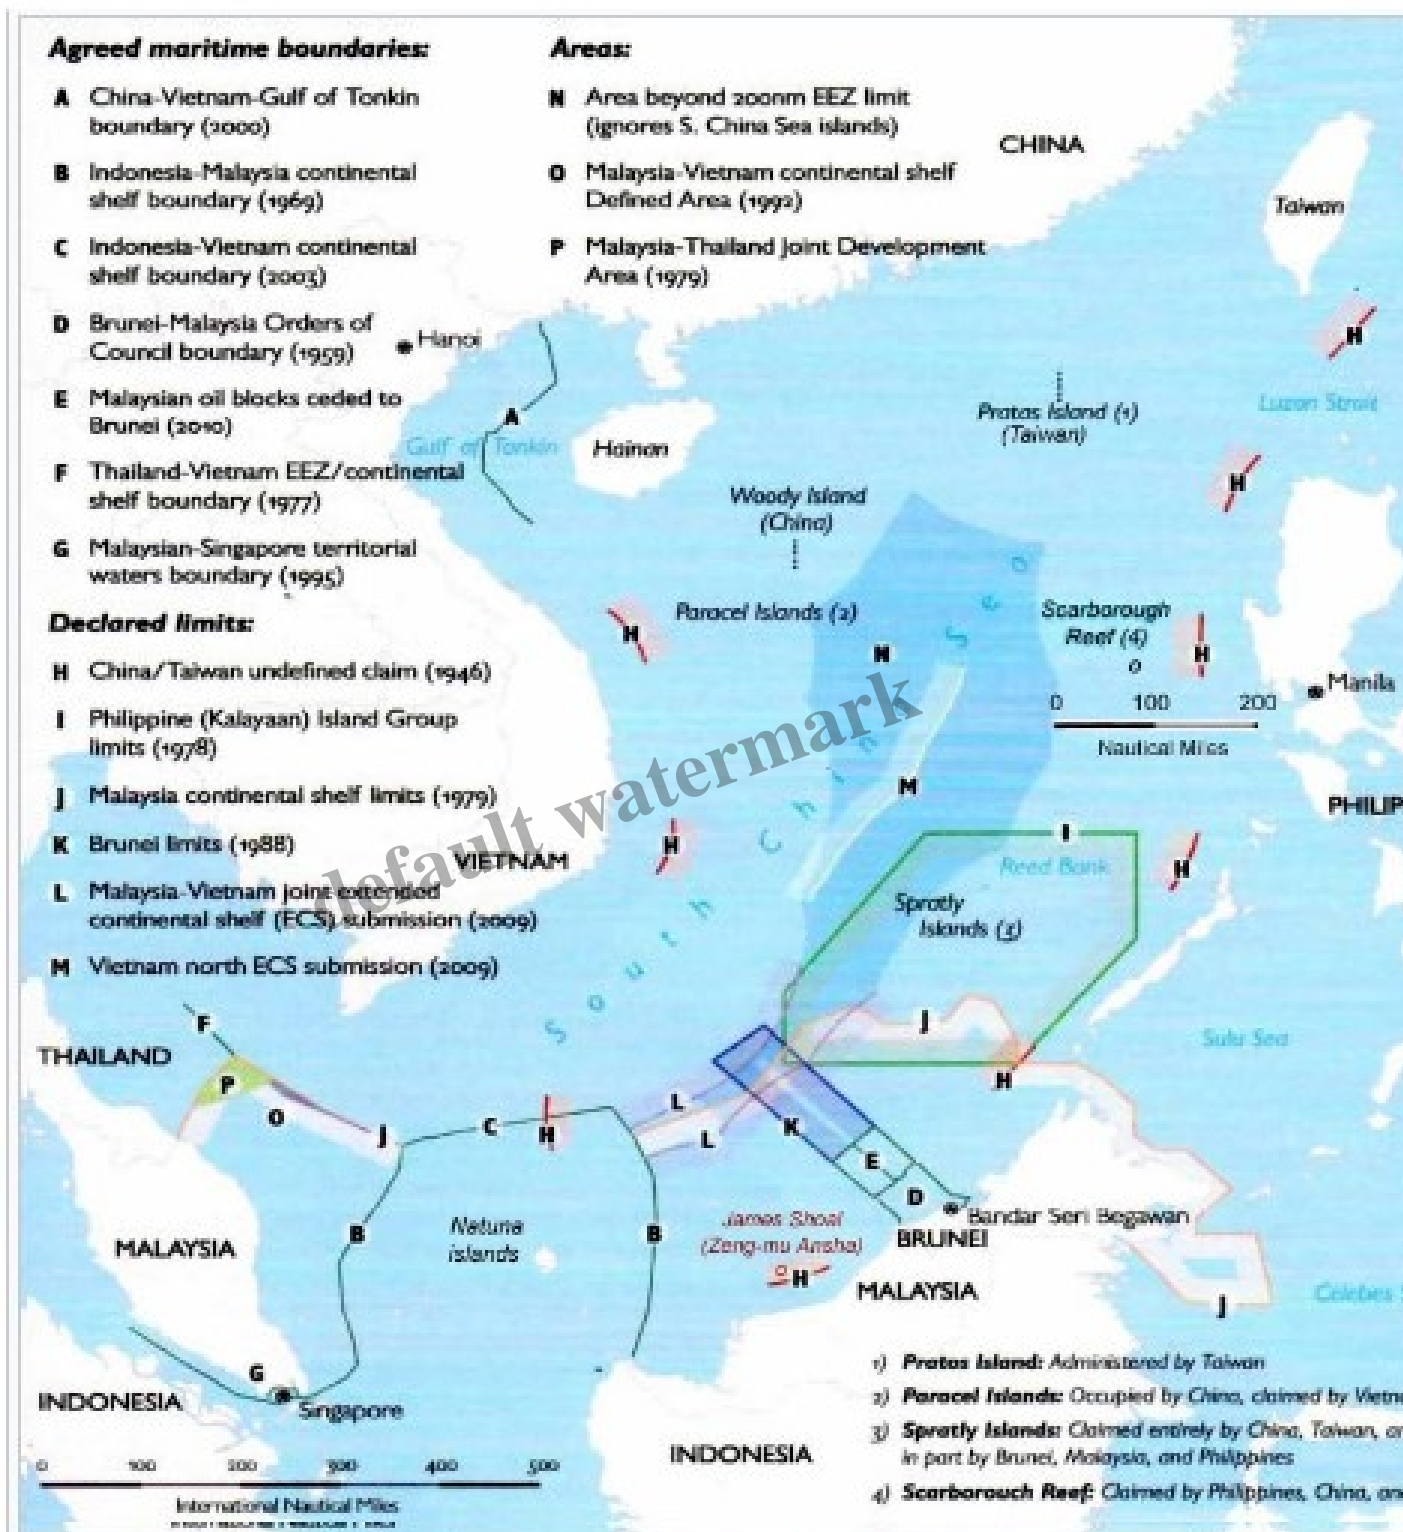 Agreed maritime boundaries:
A China-Vietnam-Gulf of Tonkin
boundary (2000)
B Indonesia-Malaysia continental
shelf boundary (1969)
C Indonesia-Vietnam continental
shelf boundary (2003)
D Brunei-Malaysia Orders of
Council boundary (1959)
E Malaysian oil blocks ceded to
Brunei (2010)
F Thailand-Vietnam EEZ/continental
shelf boundary (1977)
G Malaysian-Singapore territorial
waters boundary (1995)
Declared limits:
H China/Taiwan undefined claim (1946)
I Philippine (Kalayaan) Island Group
limits (1978)
J Malaysia continental shelf limits (1979)
K Brunei limits (1988)
L Malaysia-Vietnam joint extended
continental shelf (ECS) submission (2009)
M Vietnam north ECS submission (2009)
Areas:
N Area beyond 200nm EEZ limit
(ignores S. China Sea islands)
O Malaysia-Vietnam continental shelf
Defined Area (1992)
P Malaysia-Thailand Joint Development
Area (1979)
CHINA
Taiwan
H
Luzon Strait
Hanoi
A
Gulf of Tonkin
Hainan
Pratas Island (1)
(Taiwan)
H
Woody Island
(China)
Paracel Islands (2)
H
N
Scarborough
Reef (4)
H
Manila
0 100 200
Nautical Miles
PHILIP
South China Sea
M
default watermark
VIETNAM
H
I
Reed Bank
H
Spratly
Islands (3)
F
THAILAND
P
O
J
C
H
L
L
K
J
H
Sulu Sea
E
D
Bandar Seri Begawan
BRUNEI
MALAYSIA
B
Natuna
islands
B
James Shoal
(Zeng-mu Ansha)
H
MALAYSIA
J
Celebes S
G
INDONESIA
Singapore
INDONESIA
0 100 200 300 400 500
International Nautical Miles
International Nautical Miles
1) Pratas Island: Administered by Taiwan
2) Paracel Islands: Occupied by China, claimed by Vietn
3) Spratly Islands: Claimed entirely by China, Taiwan, a
in part by Brunei, Malaysia, and Philippines
4) Scarborouch Reef: Claimed by Philippines, China, an